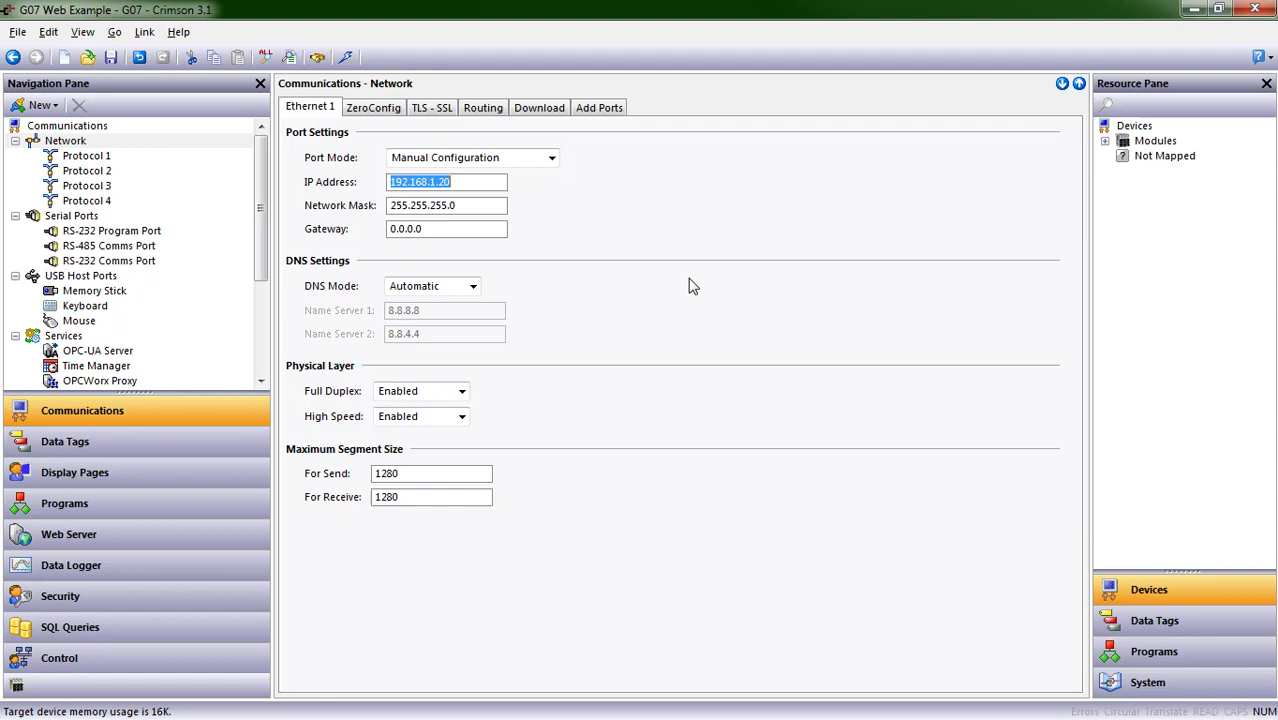 G07 Web Example - G07 - Crimson 3.1
File Edit View Go Link Help
ALL
Navigation Pane
New
Communications
Network
Protocol 1
Protocol 2
Protocol 3
Protocol 4
Serial Ports
RS-232 Program Port
RS-485 Comms Port
RS-232 Comms Port
USB Host Ports
Memory Stick
Keyboard
Mouse
Services
OPC-UA Server
Time Manager
OPCWorx Proxy
Communications
Data Tags
Display Pages
Programs
Web Server
Data Logger
Security
SQL Queries
Control
Communications - Network
Ethernet 1 ZeroConfig TLS - SSL Routing Download Add Ports
Port Settings
Port Mode: Manual Configuration
IP Address: 192.168.1.20
Network Mask: 255.255.255.0
Gateway: 0.0.0.0
DNS Settings
DNS Mode: Automatic
Name Server 1: 8.8.8.8
Name Server 2: 8.8.4.4
Physical Layer
Full Duplex: Enabled
High Speed: Enabled
Maximum Segment Size
For Send: 1280
For Receive: 1280
Resource Pane
Devices
Modules
Not Mapped
Devices
Data Tags
Programs
System
Target device memory usage is 16K.
Errors Circular Translate READ CAPS NUM